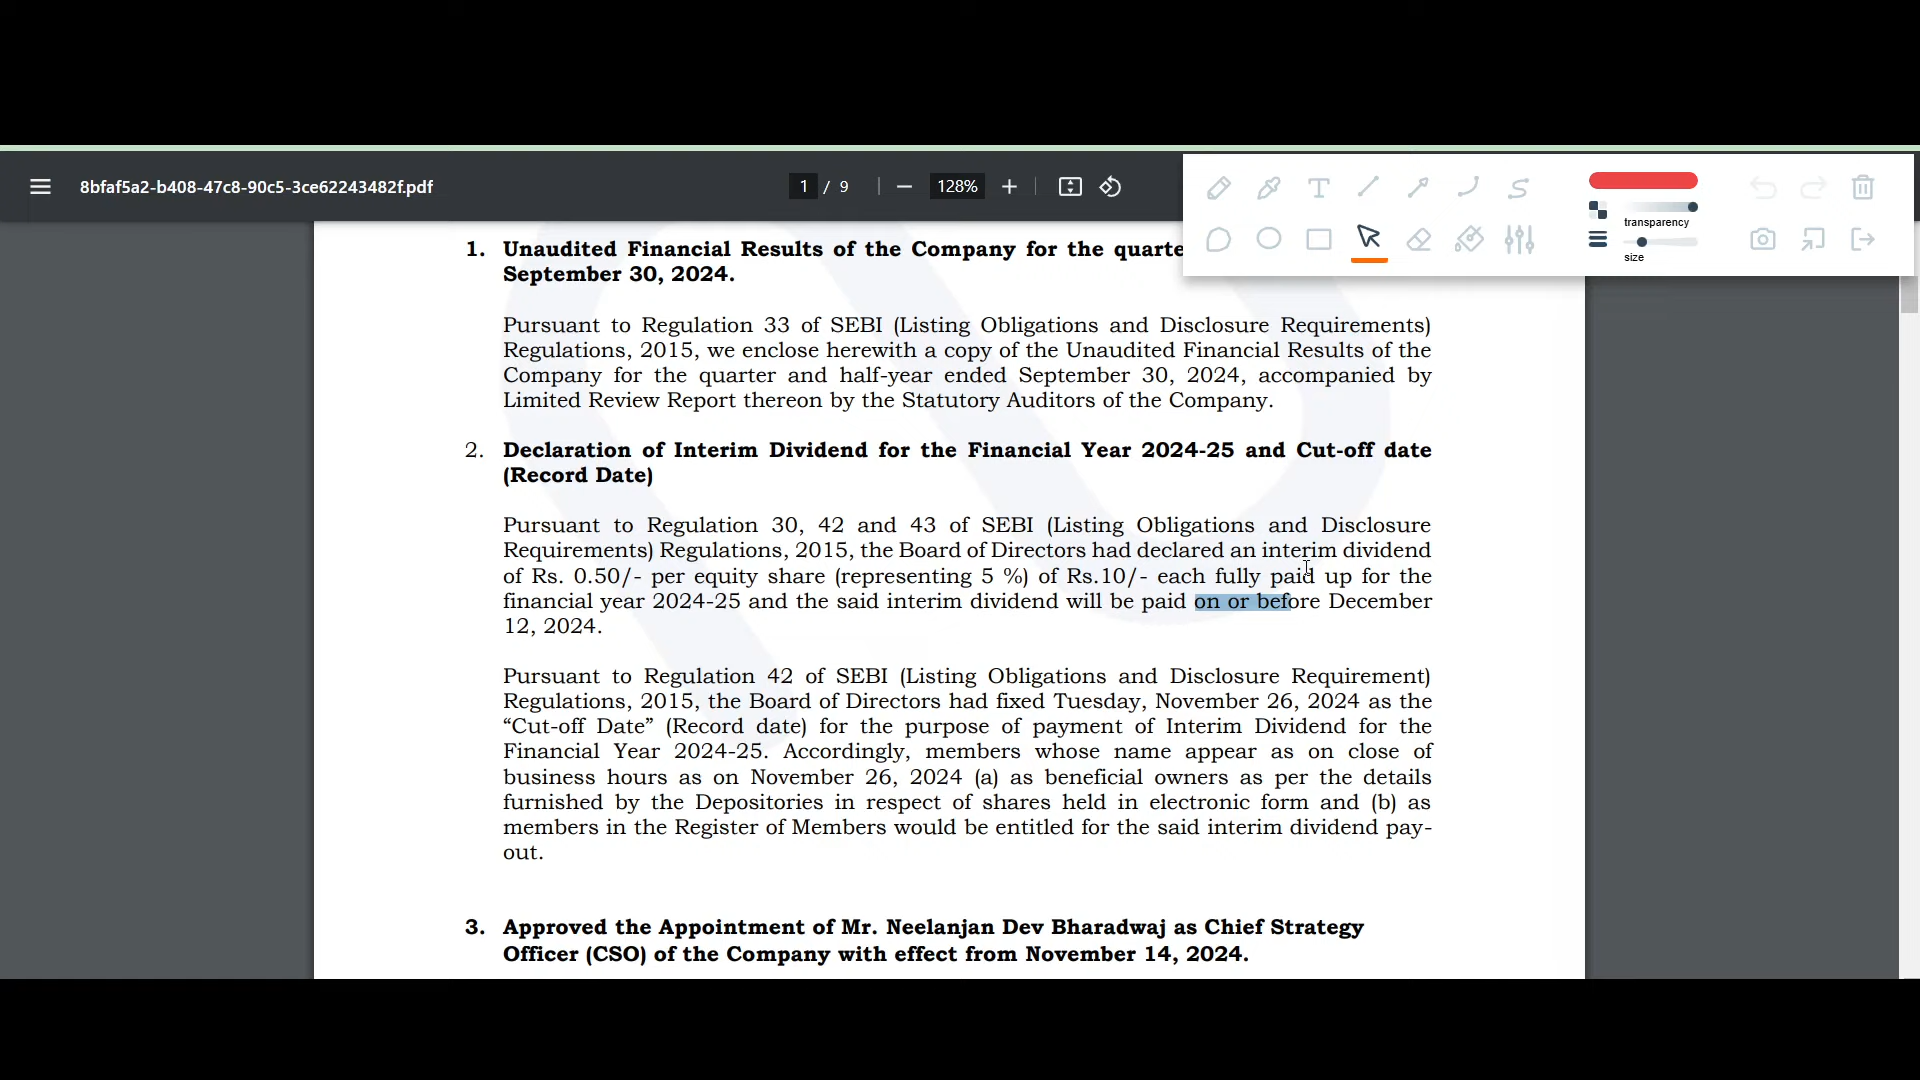 8bfaf5a2-b408-47c8-90c5-3ce62243482f.pdf
1 / 9
128%
transparency
size
1. Unaudited Financial Results of the Company for the quarte
September 30, 2024.
Pursuant to Regulation 33 of SEBI (Listing Obligations and Disclosure Requirements)
Regulations, 2015, we enclose herewith a copy of the Unaudited Financial Results of the
Company for the quarter and half-year ended September 30, 2024, accompanied by
Limited Review Report thereon by the Statutory Auditors of the Company.
2. Declaration of Interim Dividend for the Financial Year 2024-25 and Cut-off date
(Record Date)
Pursuant to Regulation 30, 42 and 43 of SEBI (Listing Obligations and Disclosure
Requirements) Regulations, 2015, the Board of Directors had declared an interim dividend
of Rs. 0.50/- per equity share (representing 5 %) of Rs.10/- each fully paid up for the
financial year 2024-25 and the said interim dividend will be paid on or before December
12, 2024.
Pursuant to Regulation 42 of SEBI (Listing Obligations and Disclosure Requirement)
Regulations, 2015, the Board of Directors had fixed Tuesday, November 26, 2024 as the
“Cut-off Date” (Record date) for the purpose of payment of Interim Dividend for the
Financial Year 2024-25. Accordingly, members whose name appear as on close of
business hours as on November 26, 2024 (a) as beneficial owners as per the details
furnished by the Depositories in respect of shares held in electronic form and (b) as
members in the Register of Members would be entitled for the said interim dividend pay-
out.
3. Approved the Appointment of Mr. Neelanjan Dev Bharadwaj as Chief Strategy
Officer (CSO) of the Company with effect from November 14, 2024.